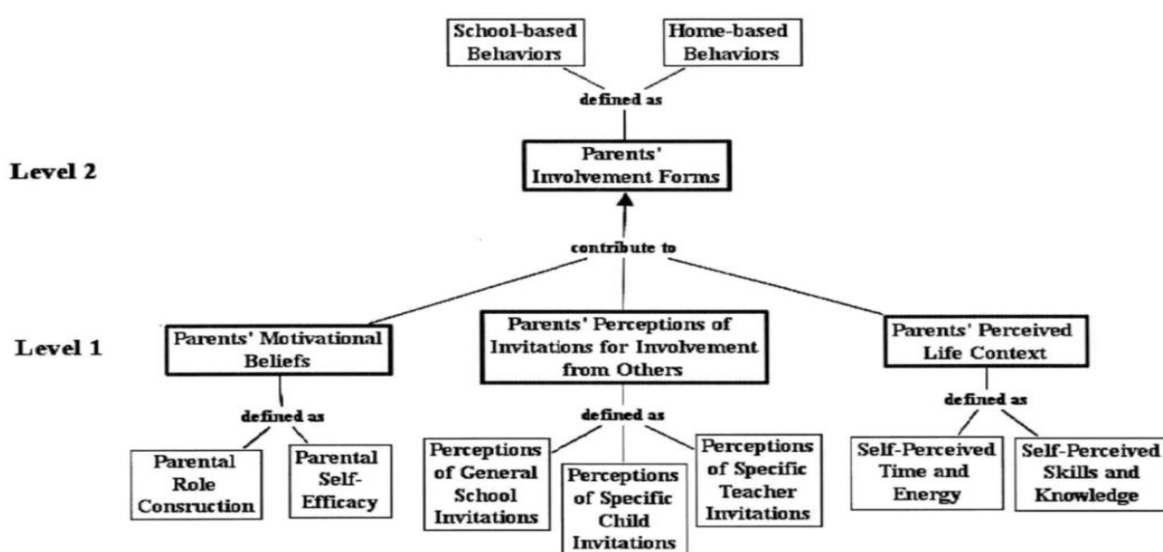 School-based
Behaviors
Home-based
Behaviors
defined as
Level 2
Parents'
Involvement Forms
contribute to
Level 1
Parents' Motivational
Beliefs
Parents' Perceptions of
Invitations for Involvement
from Others
Parents' Perceived
Life Context
defined as
defined as
defined as
Parental
Role
Consruction
Parental
Self-
Efficacy
Perceptions
of General
School
Invitations
Perceptions
of Specific
Child
Invitations
Perceptions
of Specific
Teacher
Invitations
Self-Perceived
Time and
Energy
Self-Perceived
Skills and
Knowledge